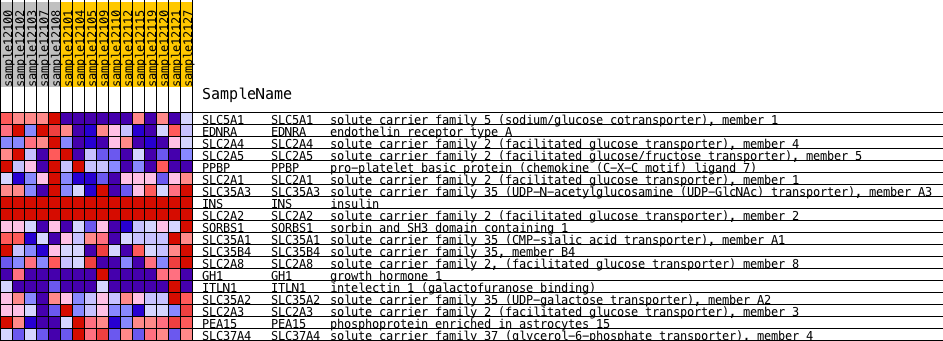 sample12100
sample12102
sample12103
sample12107
sample12108
sample12101
sample12104
sample12105
sample12109
sample12110
sample12112
sample12115
sample12119
sample12120
sample12121
sample12127
SampleName
SLC5A1 SLC5A1 solute carrier family 5 (sodium/glucose cotransporter), member 1
EDNRA EDNRA endothelin receptor type A
SLC2A4 SLC2A4 solute carrier family 2 (facilitated glucose transporter), member 4
SLC2A5 SLC2A5 solute carrier family 2 (facilitated glucose/fructose transporter), member 5
PPBP PPBP pro-platelet basic protein (chemokine (C-X-C motif) ligand 7)
SLC2A1 SLC2A1 solute carrier family 2 (facilitated glucose transporter), member 1
SLC35A3 SLC35A3 solute carrier family 35 (UDP-N-acetylglucosamine (UDP-GlcNAc) transporter), member A3
INS INS insulin
SLC2A2 SLC2A2 solute carrier family 2 (facilitated glucose transporter), member 2
SORBS1 SORBS1 sorbin and SH3 domain containing 1
SLC35A1 SLC35A1 solute carrier family 35 (CMP-sialic acid transporter), member A1
SLC35B4 SLC35B4 solute carrier family 35, member B4
SLC2A8 SLC2A8 solute carrier family 2, (facilitated glucose transporter) member 8
GH1 GH1 growth hormone 1
ITLN1 ITLN1 intelectin 1 (galactofuranose binding)
SLC35A2 SLC35A2 solute carrier family 35 (UDP-galactose transporter), member A2
SLC2A3 SLC2A3 solute carrier family 2 (facilitated glucose transporter), member 3
PEA15 PEA15 phosphoprotein enriched in astrocytes 15
SLC37A4 SLC37A4 solute carrier family 37 (glycerol-6-phosphate transporter), member 4